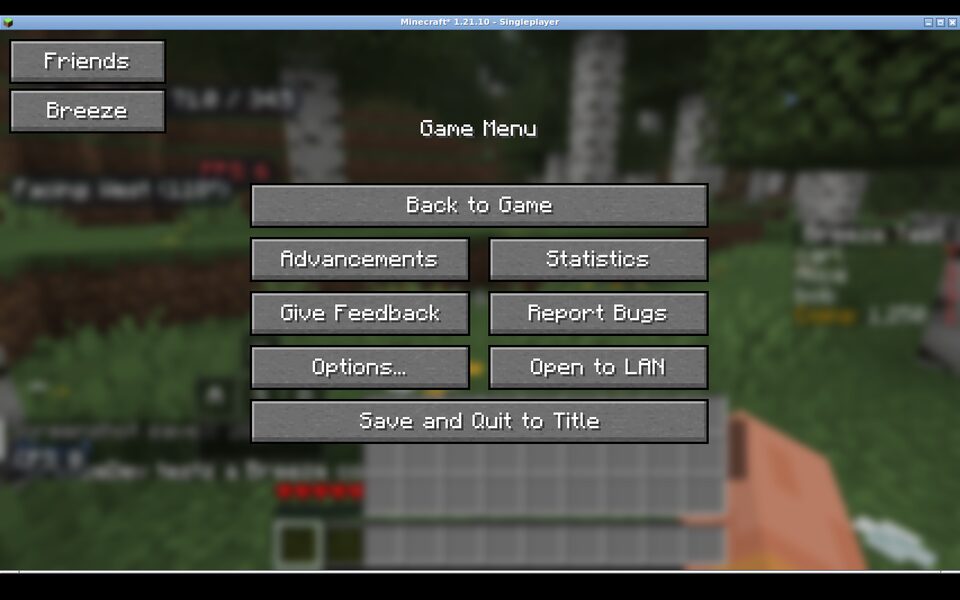 Minecraft* 1.21.10 - Singleplayer
Friends
Breeze
Game Menu
Back to Game
Advancements
Statistics
Give Feedback
Report Bugs
Options...
Open to LAN
Save and Quit to Title